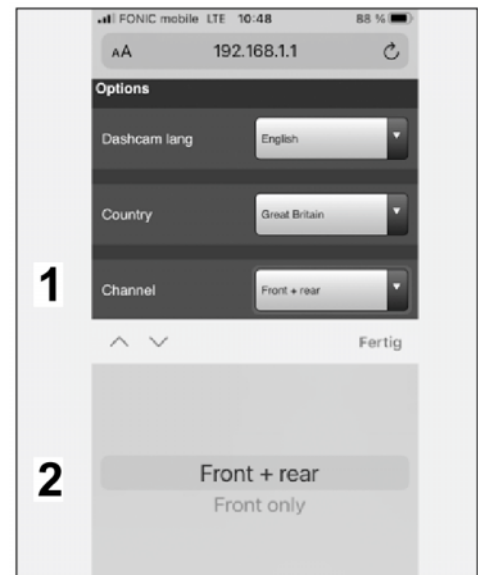 FONIC mobile LTE 10:48 88 %
AA 192.168.1.1
Options
Dashcam lang English
Country Great Britain
1 Channel Front + rear
Fertig
2 Front + rear
Front only